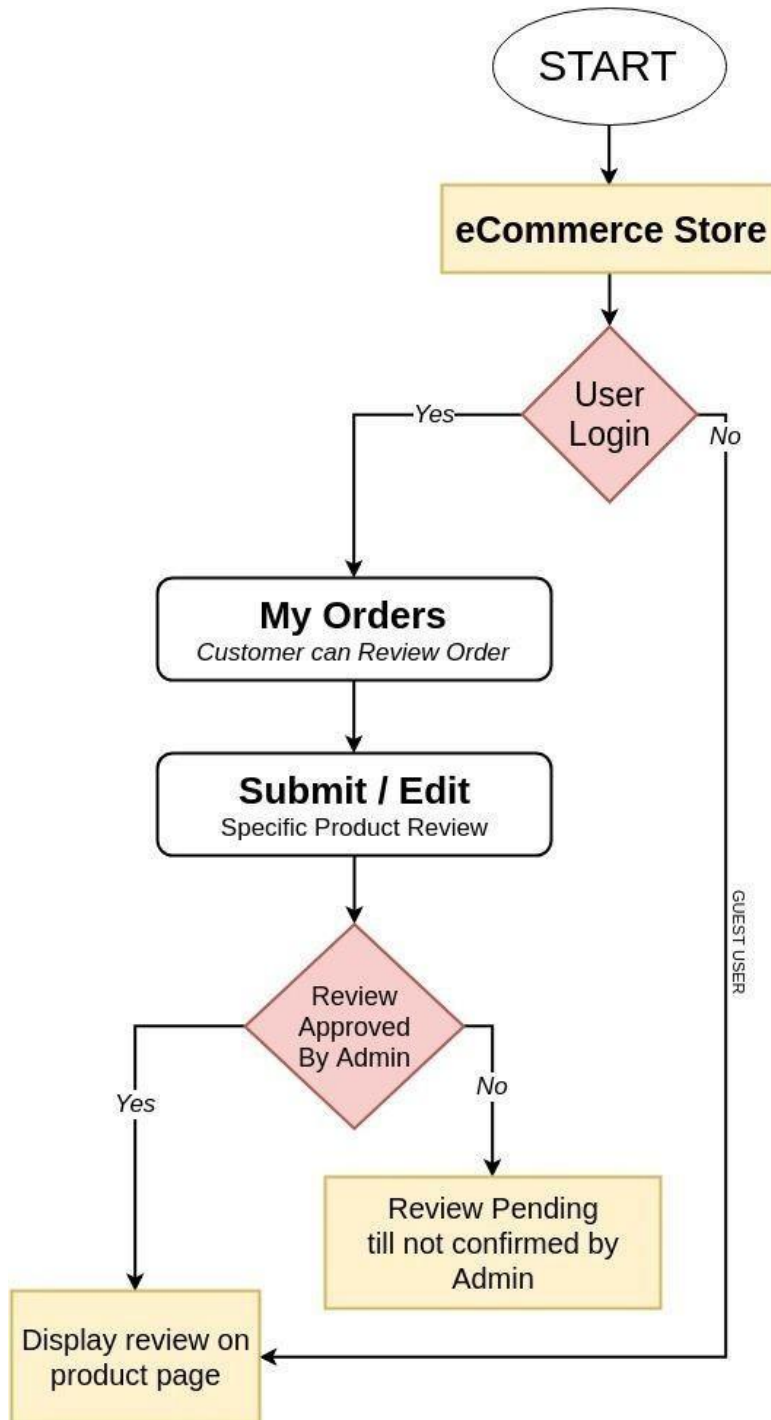 START
eCommerce Store
User
Login
Yes
No
My Orders
Customer can Review Order
Submit / Edit
Specific Product Review
GUEST USER
Review
Approved
By Admin
Yes
No
Review Pending
till not confirmed by
Admin
Display review on
product page